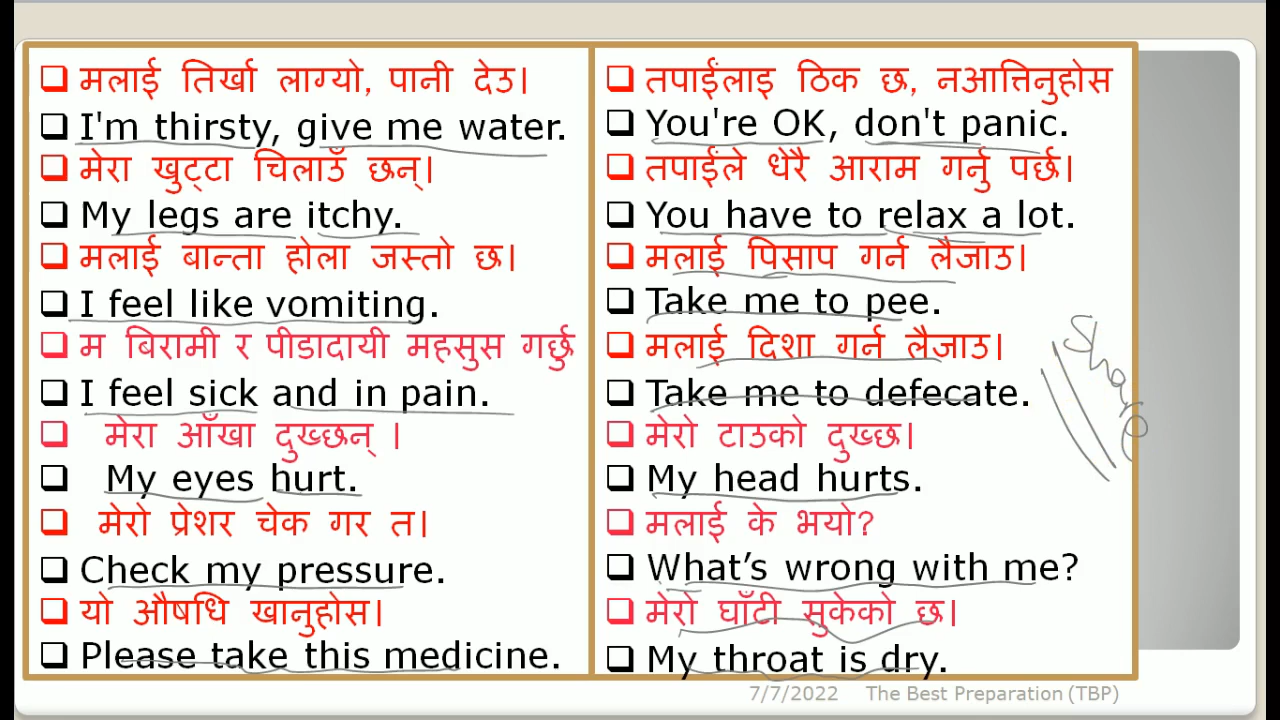 मलाई तिर्खा लाग्यो, पानी देउ।
I'm thirsty, give me water.
मेरा खुट्टा चिलाउँ छन्।
My legs are itchy.
मलाई बान्ता होला जस्तो छ।
I feel like vomiting.
म बिरामी र पीडादायी महसुस गर्छु
I feel sick and in pain.
मेरा आँखा दुख्छन् ।
My eyes hurt.
मेरो प्रेशर चेक गर त।
Check my pressure.
यो औषधि खानुहोस।
Please take this medicine.
तपाईंलाइ ठिक छ, नआत्तिनुहोस
You're OK, don't panic.
तपाईंले धेरै आराम गर्नु पर्छ।
You have to relax a lot.
मलाई पिसाप गर्न लैजाउ।
Take me to pee.
मलाई दिशा गर्न लैजाउ।
Take me to defecate.
मेरो टाउको दुख्छ।
My head hurts.
मलाई के भयो?
What’s wrong with me?
मेरो घाँटी सुकेको छ।
My throat is dry.
Share
7/7/2022 The Best Preparation (TBP)